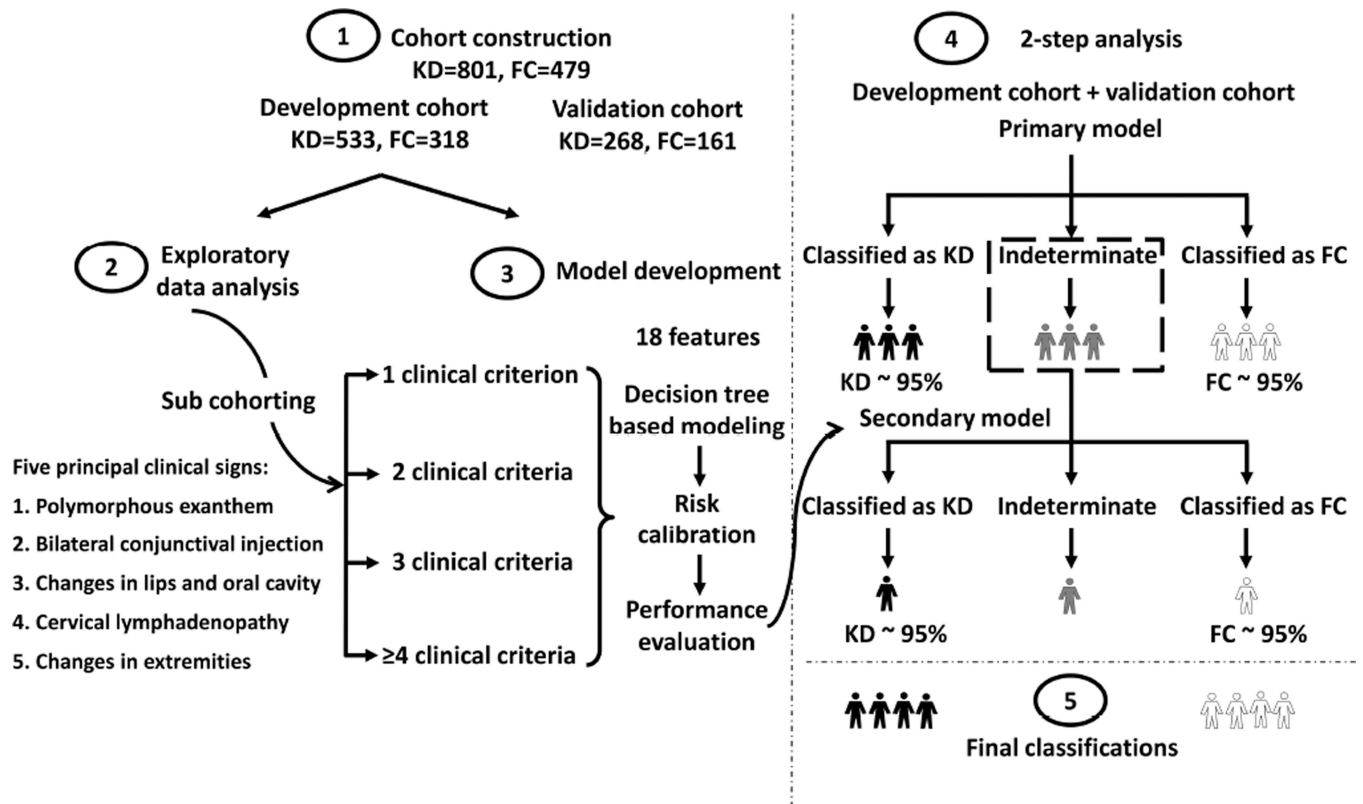 1
Cohort construction
KD=801, FC=479
Development cohort
KD=533, FC=318
Validation cohort
KD=268, FC=161
2
Exploratory
data analysis
3
Model development
Sub cohorting
18 features
1 clinical criterion
2 clinical criteria
3 clinical criteria
≥4 clinical criteria
Decision tree
based modeling
Risk
calibration
Performance
evaluation
Five principal clinical signs:
1. Polymorphous exanthem
2. Bilateral conjunctival injection
3. Changes in lips and oral cavity
4. Cervical lymphadenopathy
5. Changes in extremities
4
2-step analysis
Development cohort + validation cohort
Primary model
Classified as KD
Indeterminate
Classified as FC
KD ~ 95%
FC ~ 95%
Secondary model
Classified as KD
Indeterminate
Classified as FC
KD ~ 95%
FC ~ 95%
5
Final classifications